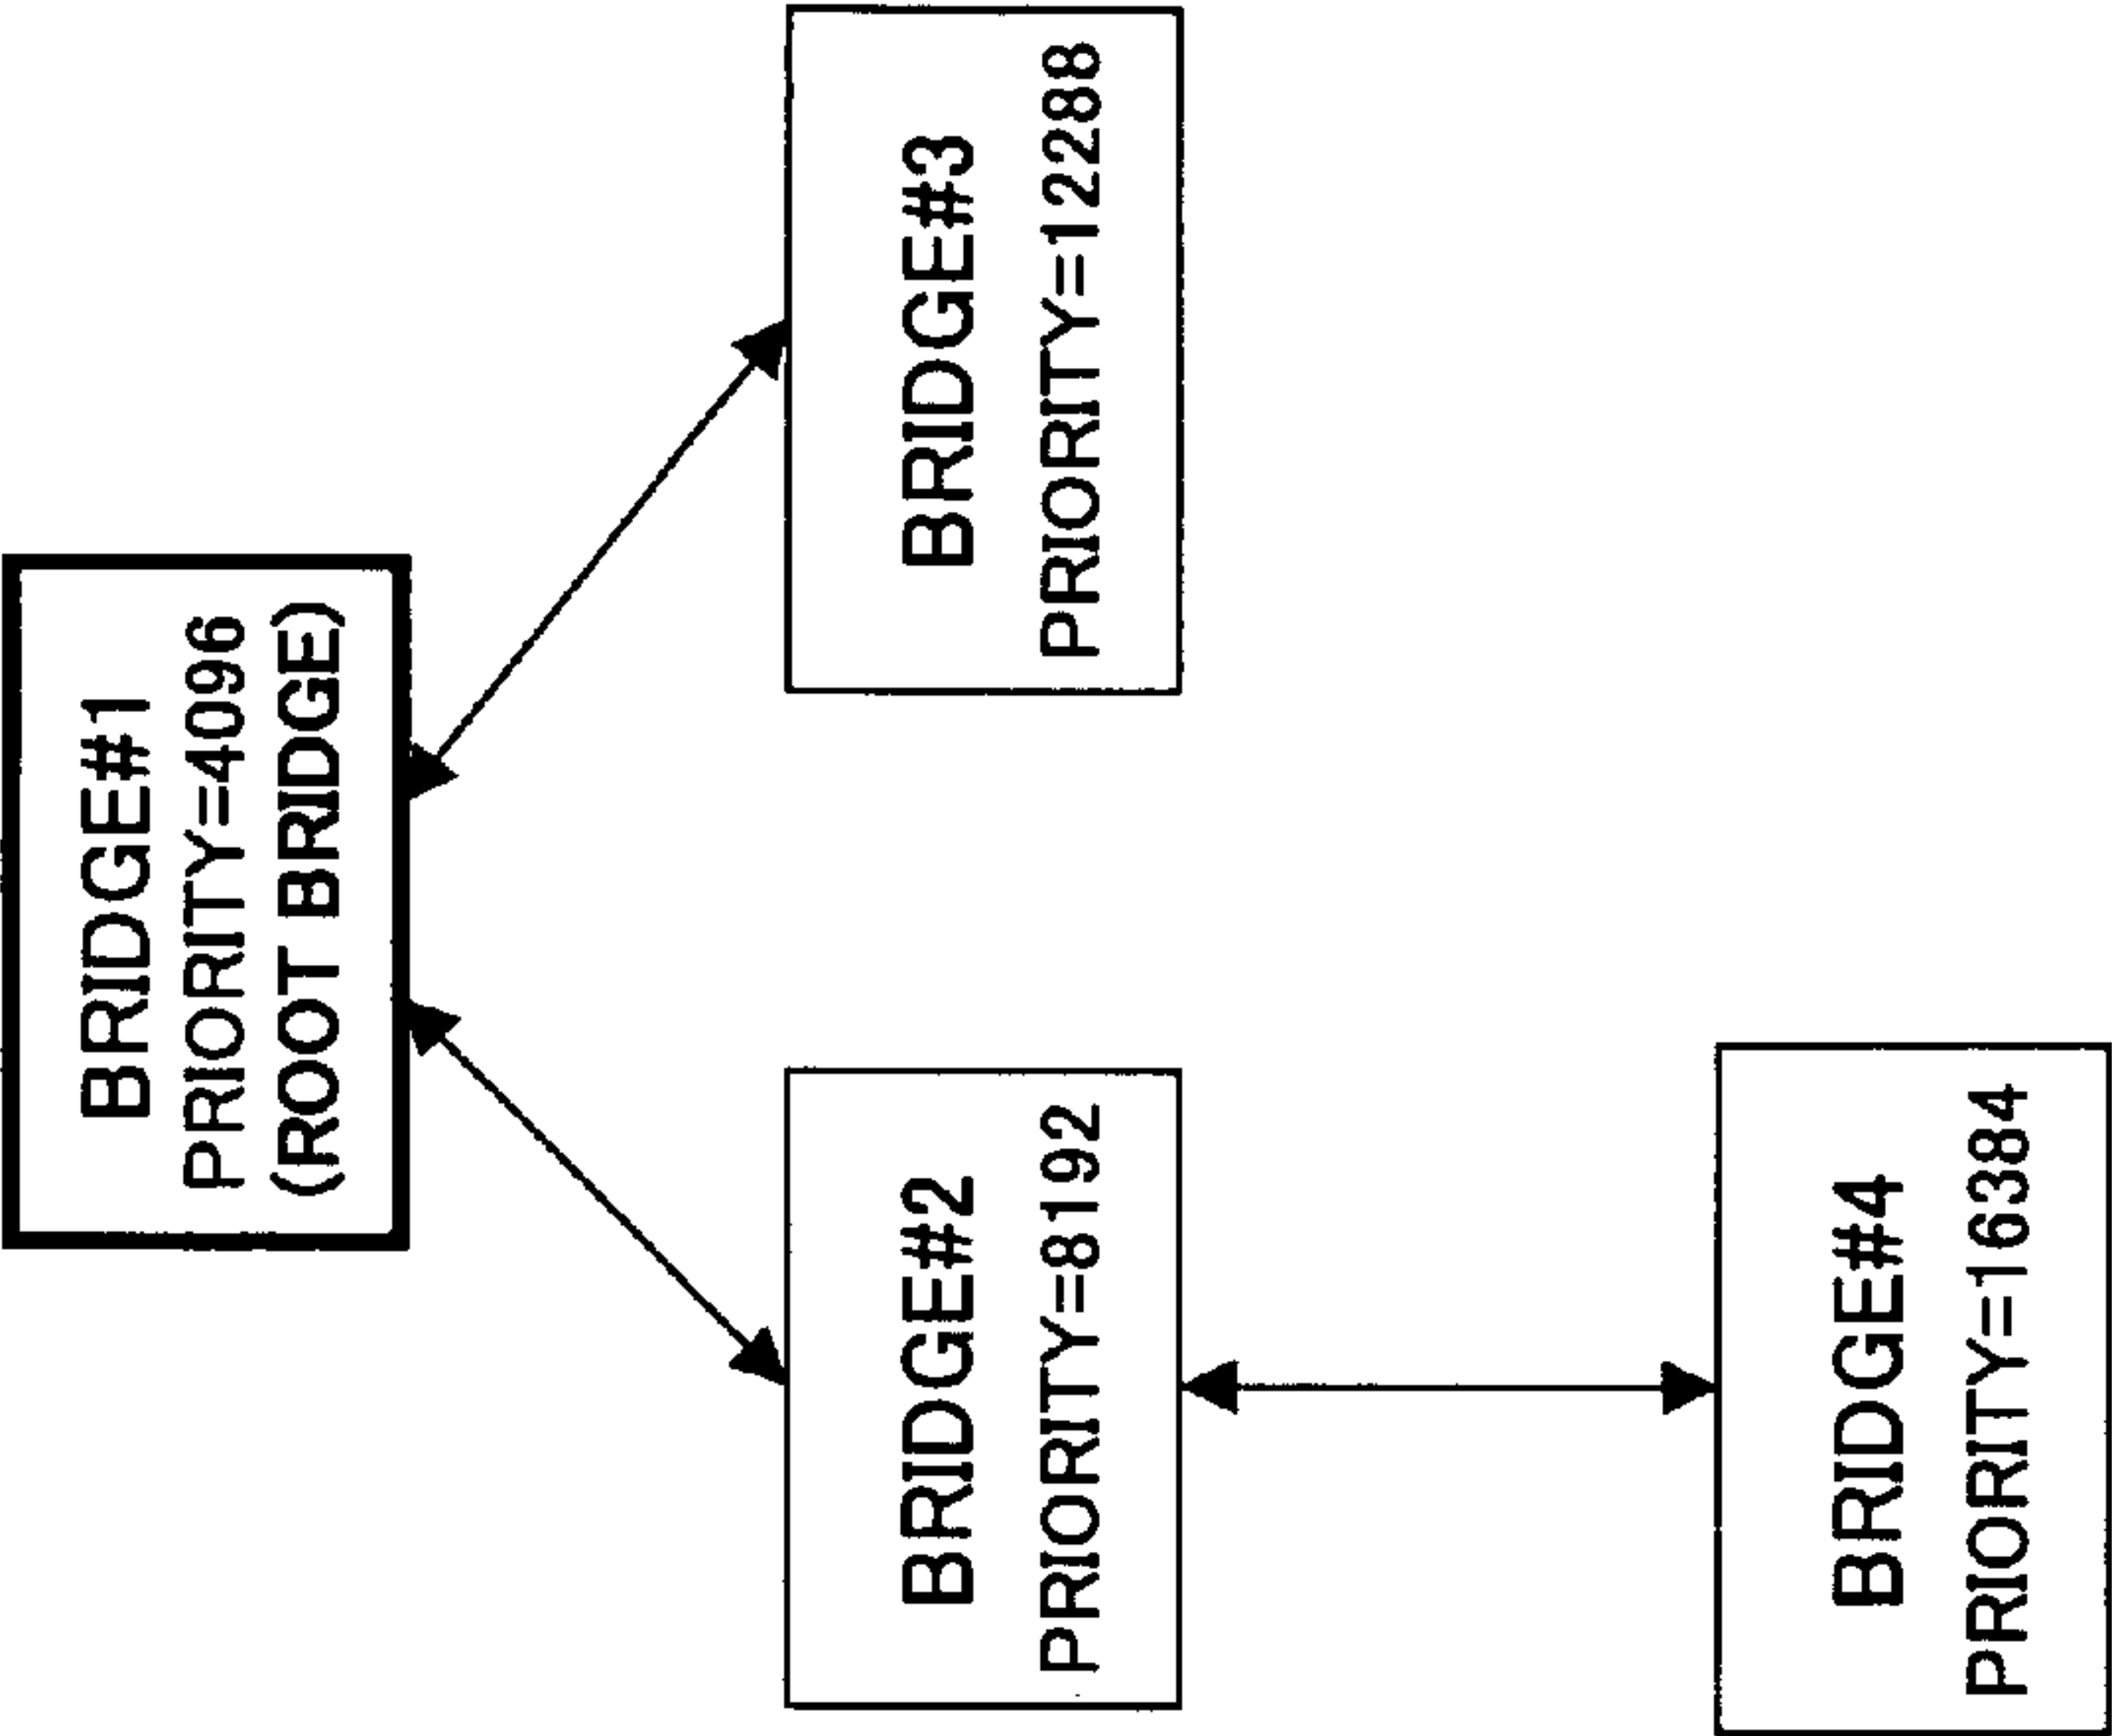 BRIDGE#1
PRIORITY=4096
(ROOT BRIDGE)
BRIDGE#2
PRIORITY=8192
BRIDGE#3
PRIORITY=12288
BRIDGE#4
PRIORITY=16384